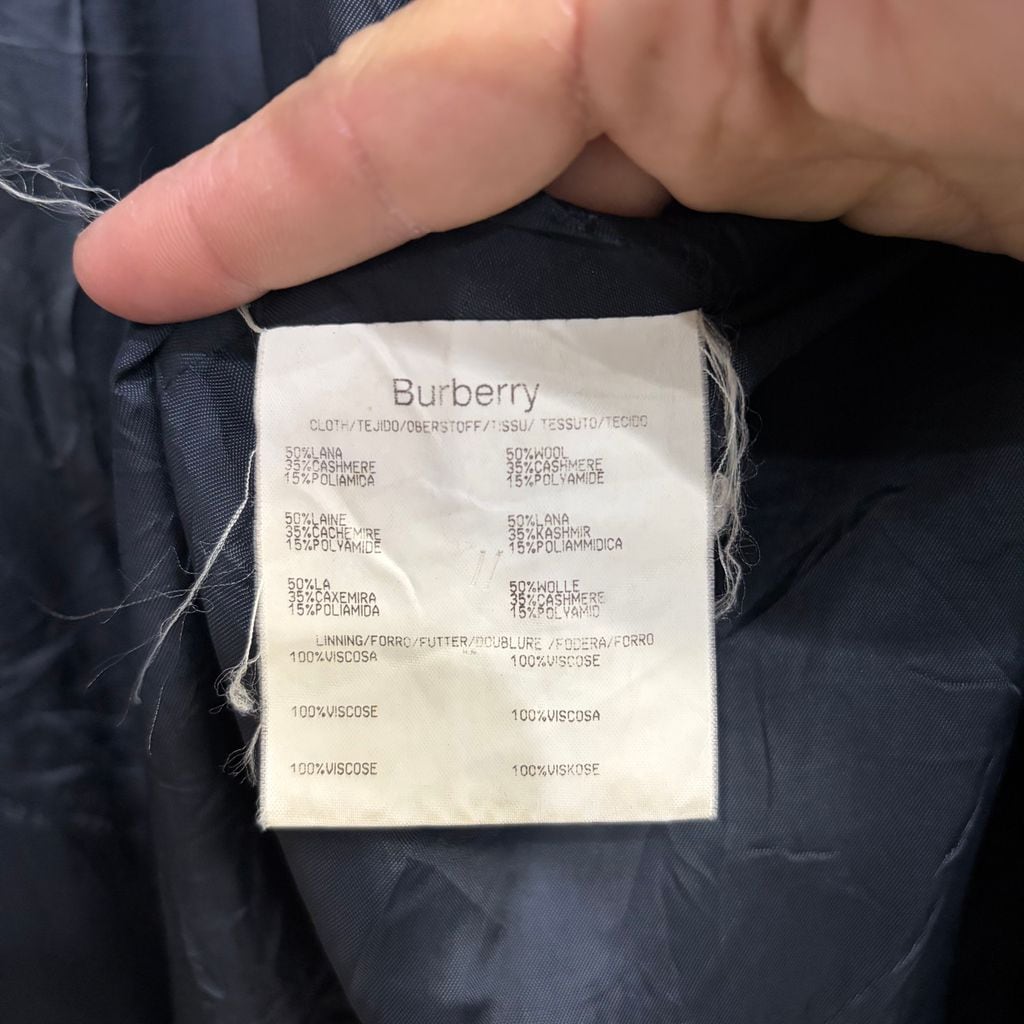 Burberry
CLOTH/TEJIDO/OBERSTOFF/TISSU/ TESSUTO/TECIDO
50%LANA 50%WOOL
35%CASHMERE 35%CASHMERE
15%POLIAMIDA 15%POLYAMIDE
50%LAINE 50%LANA
35%CACHEMIRE 35%KASHMIR
15%POLYAMIDE 15%POLIAMMIDICA
50%LA 50%WOLLE
35%CAXEMIRA 35%CASHMERE
15%POLIAMIDA 15%POLYAMID
LINNING/FORRO/FUTTER/DOUBLURE /FODERA/FORRO
100%VISCOSA 100%VISCOSE
100%VISCOSE 100%VISCOSA
100%VISCOSE 100%VISKOSE